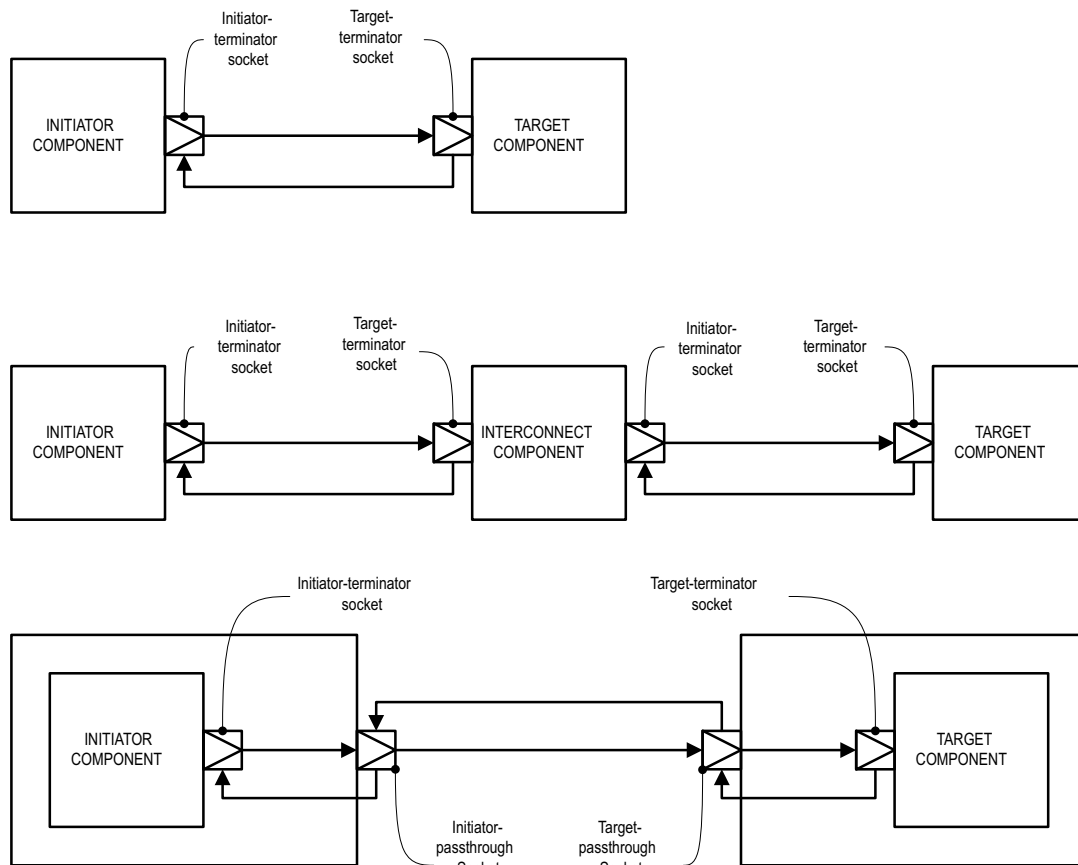 Initiator-
terminator
socket
Target-
terminator
socket
INITIATOR
COMPONENT
TARGET
COMPONENT
Initiator-
terminator
socket
Target-
terminator
socket
Initiator-
terminator
socket
Target-
terminator
socket
INITIATOR
COMPONENT
INTERCONNECT
COMPONENT
TARGET
COMPONENT
Initiator-terminator
socket
Target-terminator
socket
INITIATOR
COMPONENT
TARGET
COMPONENT
Initiator-
passthrough
Target-
passthrough